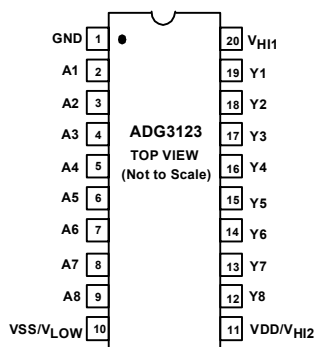 GND 1 20 VHI1
A1 2 19 Y1
A2 3 18 Y2
A3 4 17 Y3
A4 5 16 Y4
A5 6 15 Y5
A6 7 14 Y6
A7 8 13 Y7
A8 9 12 Y8
VSS/VLOW 10 11 VDD/VHI2
ADG3123
TOP VIEW
(Not to Scale)